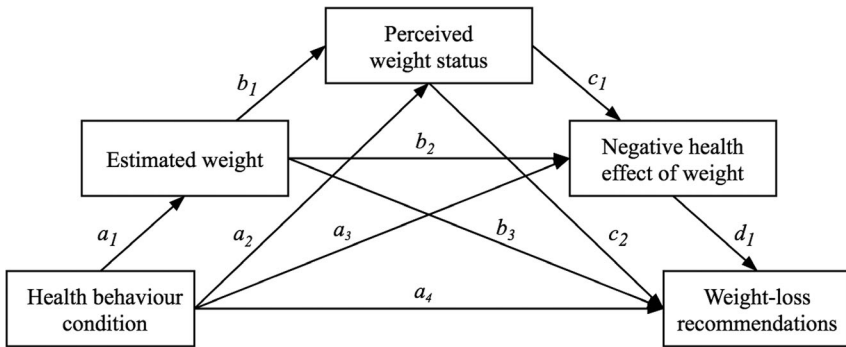 Perceived
weight status
b1
c1
Estimated weight
b2
Negative health
effect of weight
a1
a2
a3
b3
c2
d1
Health behaviour
condition
a4
Weight-loss
recommendations